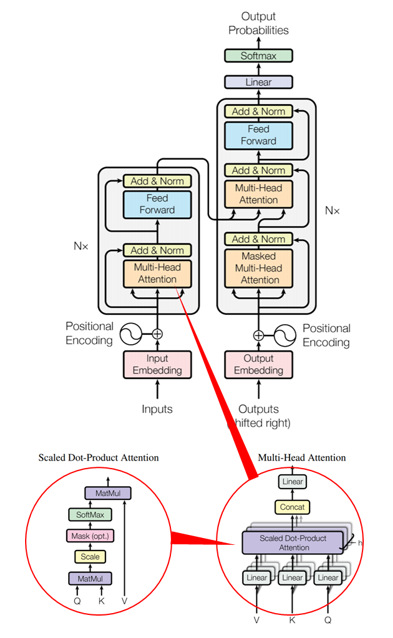 Output
Probabilities
Softmax
Linear
Add & Norm
Feed
Forward
Add & Norm
Multi-Head
Attention
Add & Norm
Masked
Multi-Head
Attention
N×
Positional
Encoding
Output
Embedding
Outputs
(shifted right)
Add & Norm
Feed
Forward
Add & Norm
Multi-Head
Attention
N×
Positional
Encoding
Input
Embedding
Inputs
Scaled Dot-Product Attention
MatMul
SoftMax
Mask (opt.)
Scale
MatMul
Q K V
Multi-Head Attention
Linear
Concat
Scaled Dot-Product
Attention
h
Linear Linear Linear
V K Q